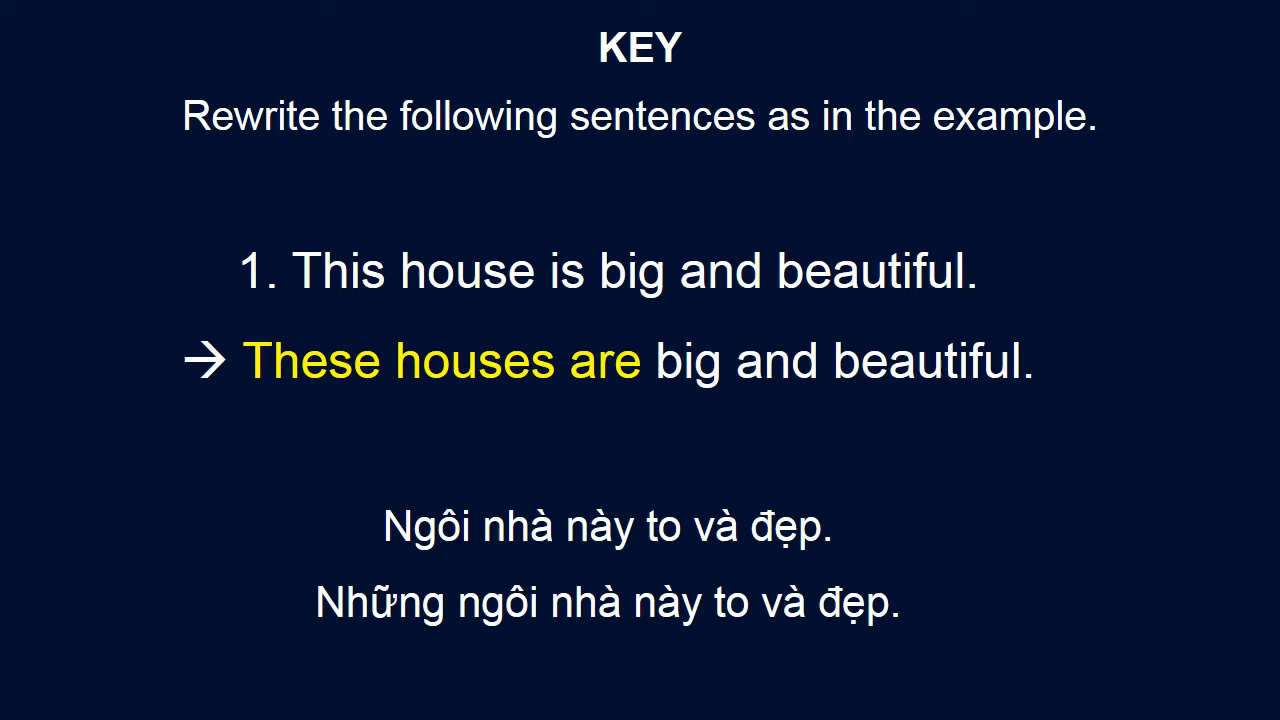 KEY
Rewrite the following sentences as in the example.
1. This house is big and beautiful.
→ These houses are big and beautiful.
Ngôi nhà này to và đẹp.
Những ngôi nhà này to và đẹp.